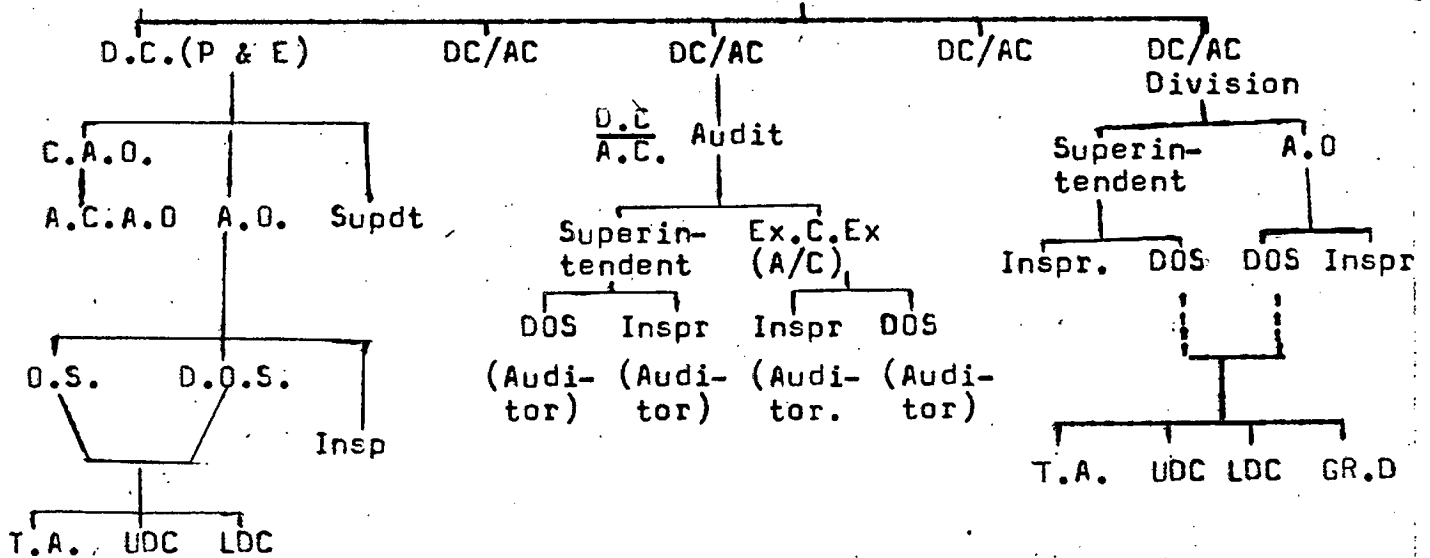 D.C.(P & E) DC/AC DC/AC DC/AC DC/AC
Division
D.C
A.C. Audit
C.A.O.
Superin- A.O
tendent
A.C.A.O A.O. Supdt
Superin- Ex.C.Ex
tendent (A/C)
Inspr. DOS DOS Inspr
DOS Inspr Inspr DOS
O.S. D.O.S.
(Audi- (Audi- (Audi- (Audi-
tor) tor) tor. tor)
Insp
T.A. UDC LDC GR.D
T.A. UDC LDC